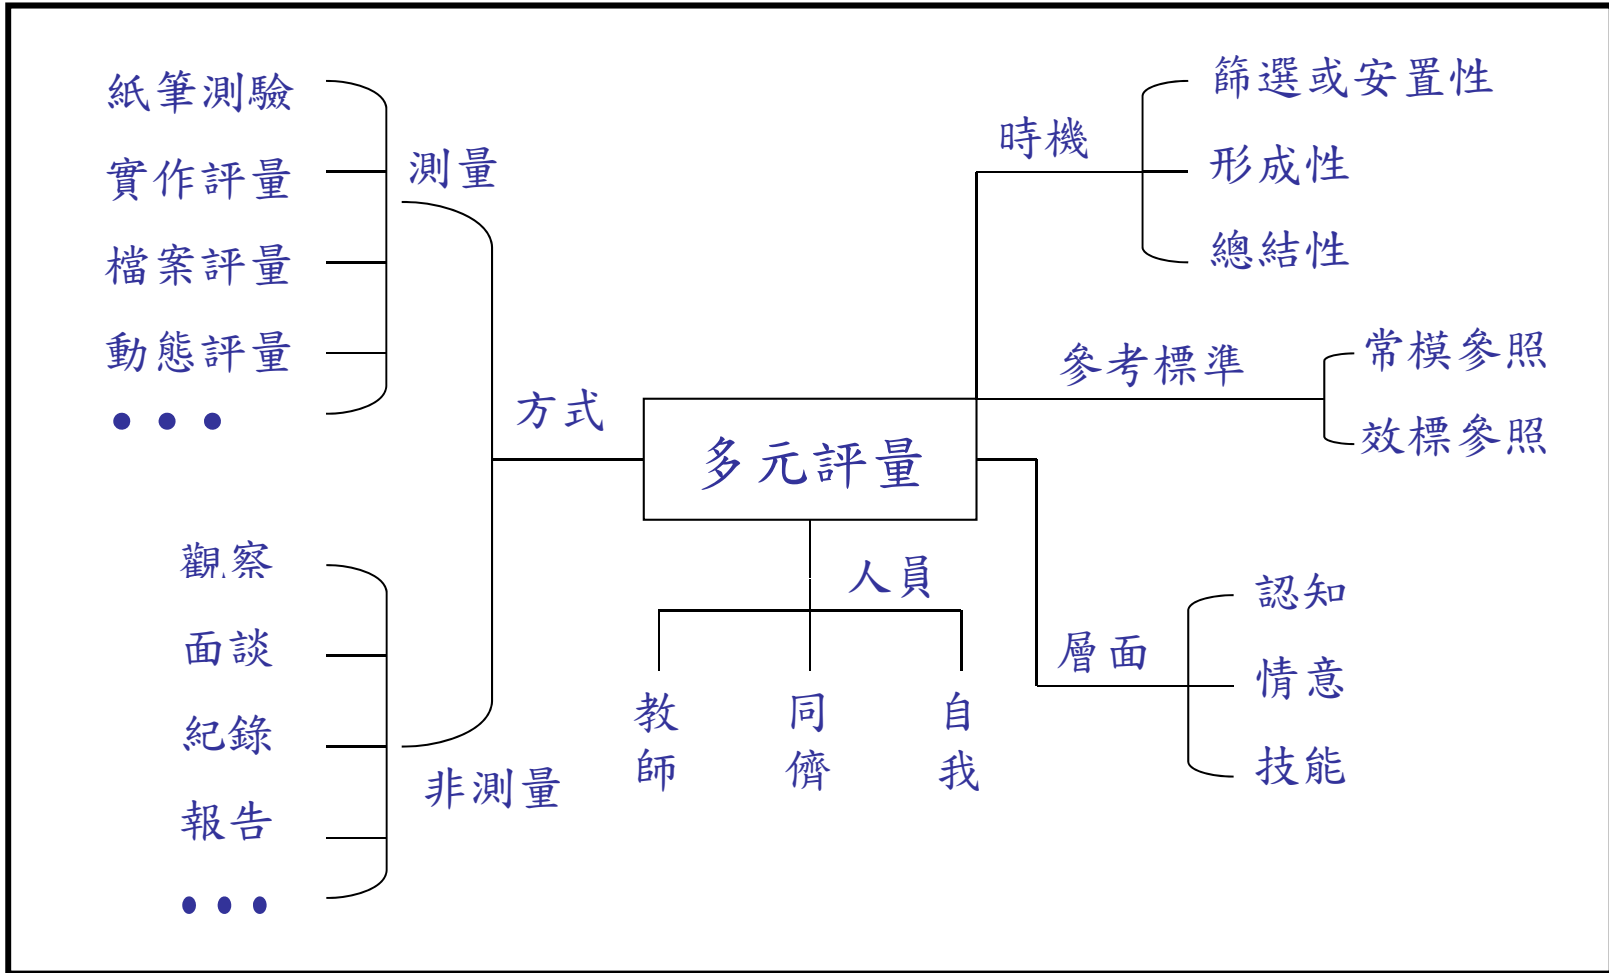 紙筆測驗
實作評量
檔案評量
動態評量
• • •
測量
方式
觀察
面談
紀錄
報告
• • •
非測量
多元評量
人員
教師
同儕
自我
時機
篩選或安置性
形成性
總結性
參考標準
常模參照
效標參照
層面
認知
情意
技能